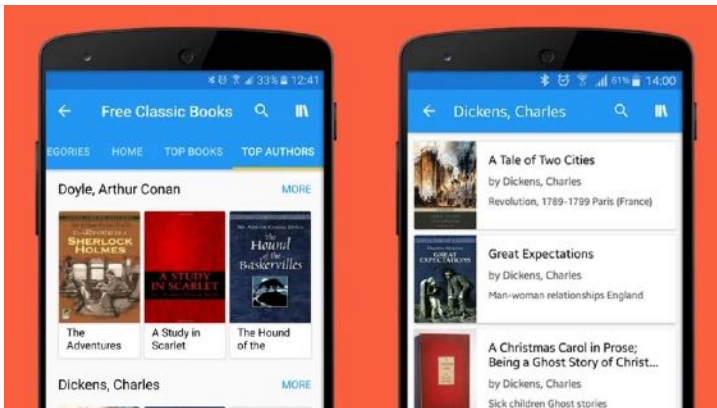 33% 12:41
Free Classic Books
EGORIES HOME TOP BOOKS TOP AUTHORS
Doyle, Arthur Conan MORE
SHERLOCK
HOLMES
A STUDY
IN SCARLET
The
Hound
of the
Baskervilles
The
Adventures
A Study in
Scarlet
The Hound
of the
Dickens, Charles MORE
61% 14:00
Dickens, Charles
A Tale of Two Cities
by Dickens, Charles
Revolution, 1789-1799 Paris (France)
GREAT
EXPECTATIONS
Great Expectations
by Dickens, Charles
Man-woman relationships England
A Christmas Carol in Prose;
Being a Ghost Story of Christ...
by Dickens, Charles
Sick children Ghost stories